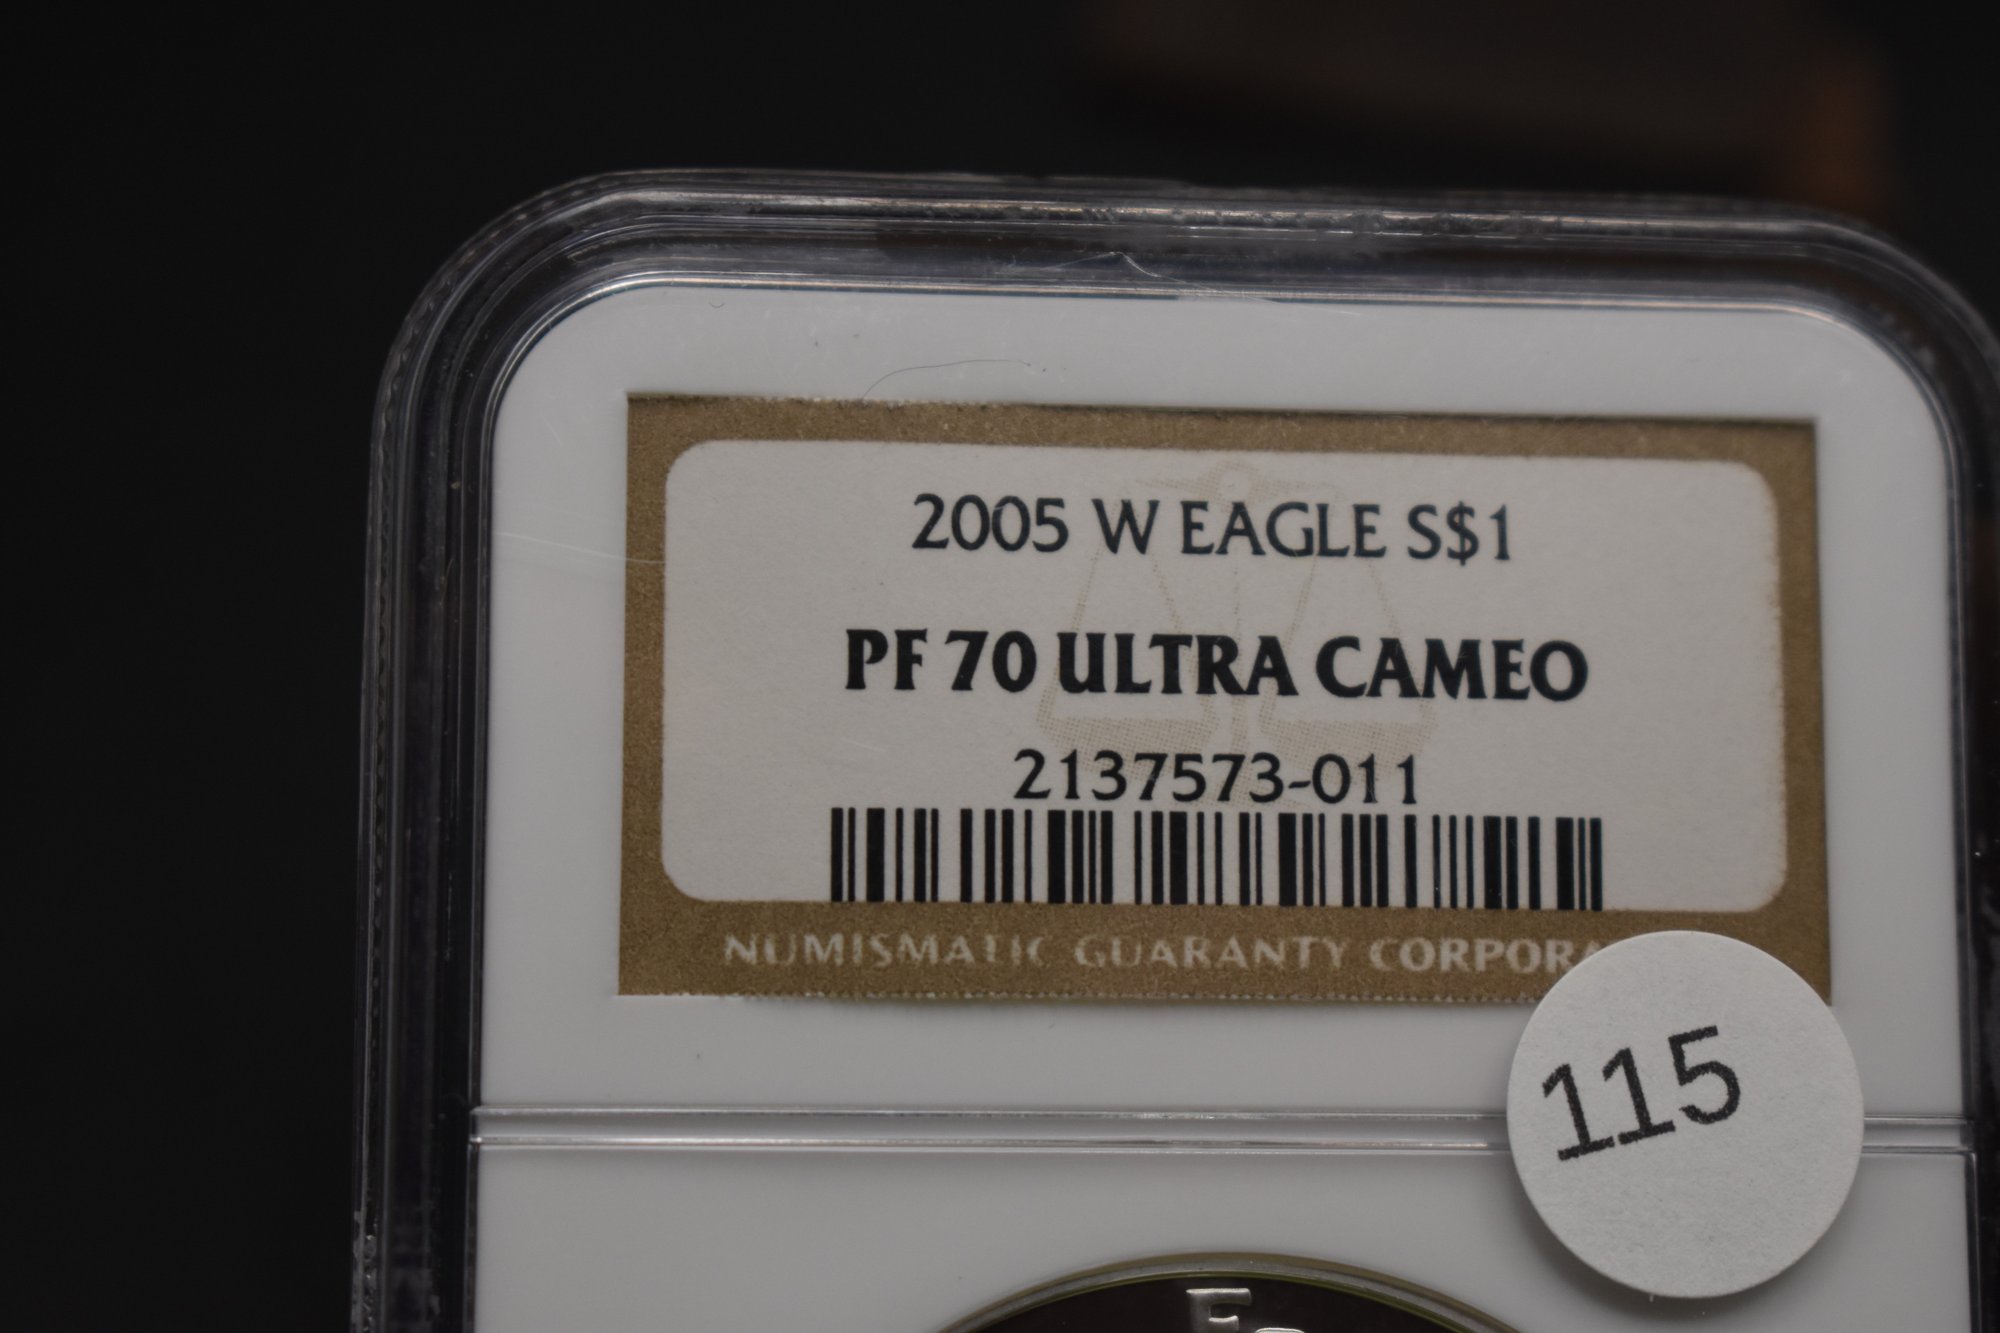 2005 W EAGLE S$1
PF 70 ULTRA CAMEO
2137573-011
NUMISMATIC GUARANTY CORPORA
115
E